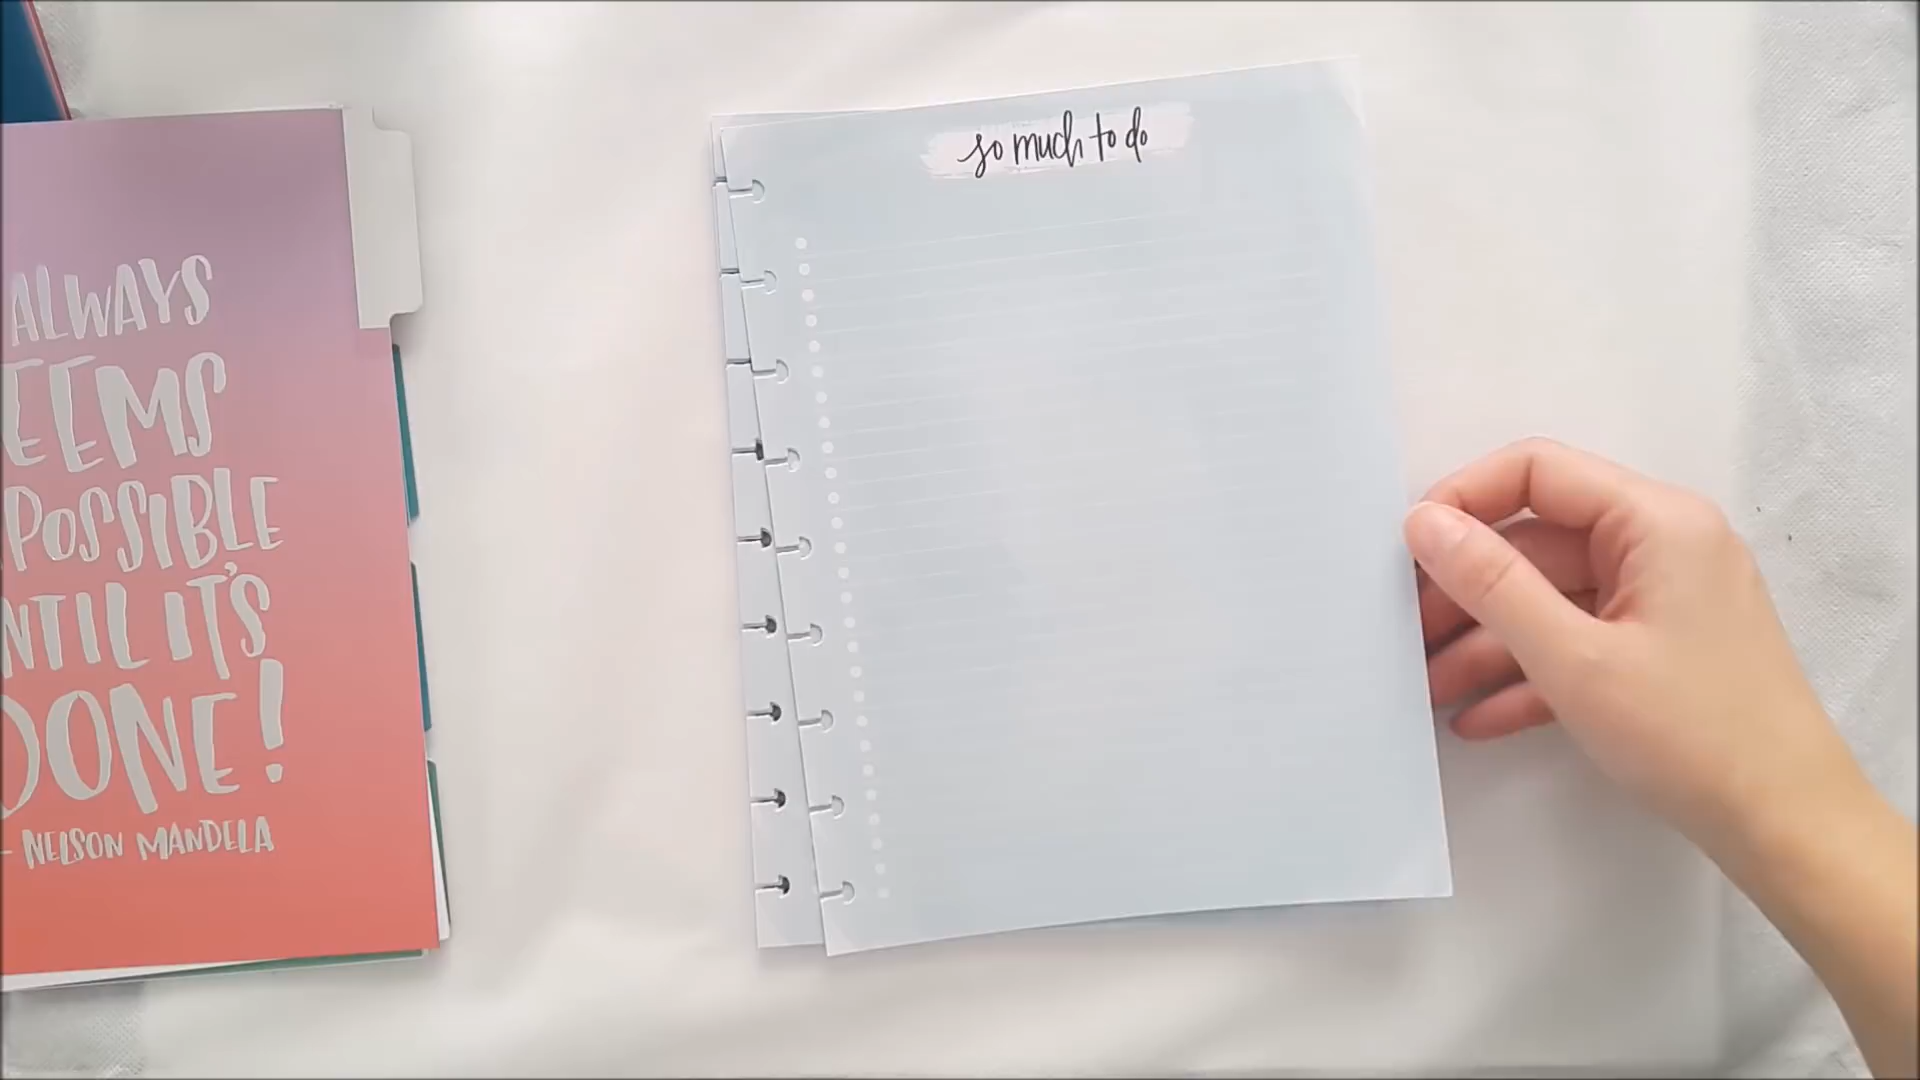 so much to do
ALWAYS
EEMS
POSSIBLE
NTIL IT'S
DONE!
- NELSON MANDELA